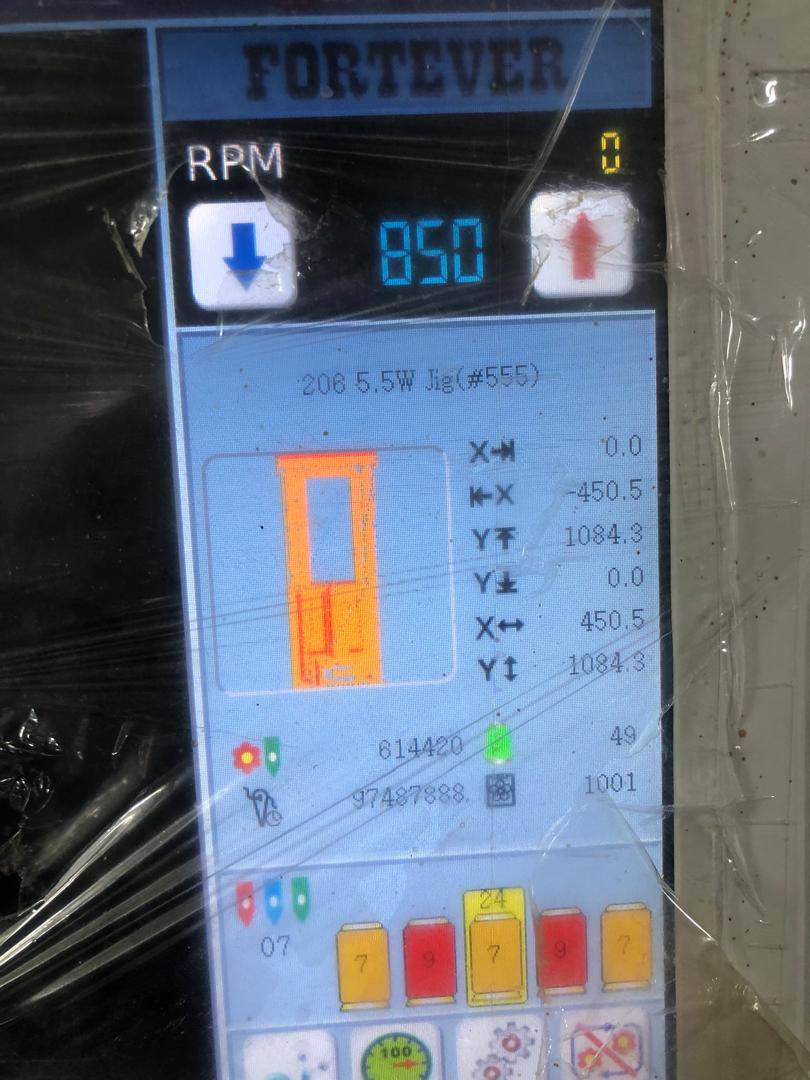 FORTEVER
RPM 0
850
206 5.5W Jig(#555)
X 0.0
X -450.5
Y 1084.3
Y 0.0
X 450.5
Y 1084.3
614420 49
97487888. 1001
24
07 7 9 7 9 7
100